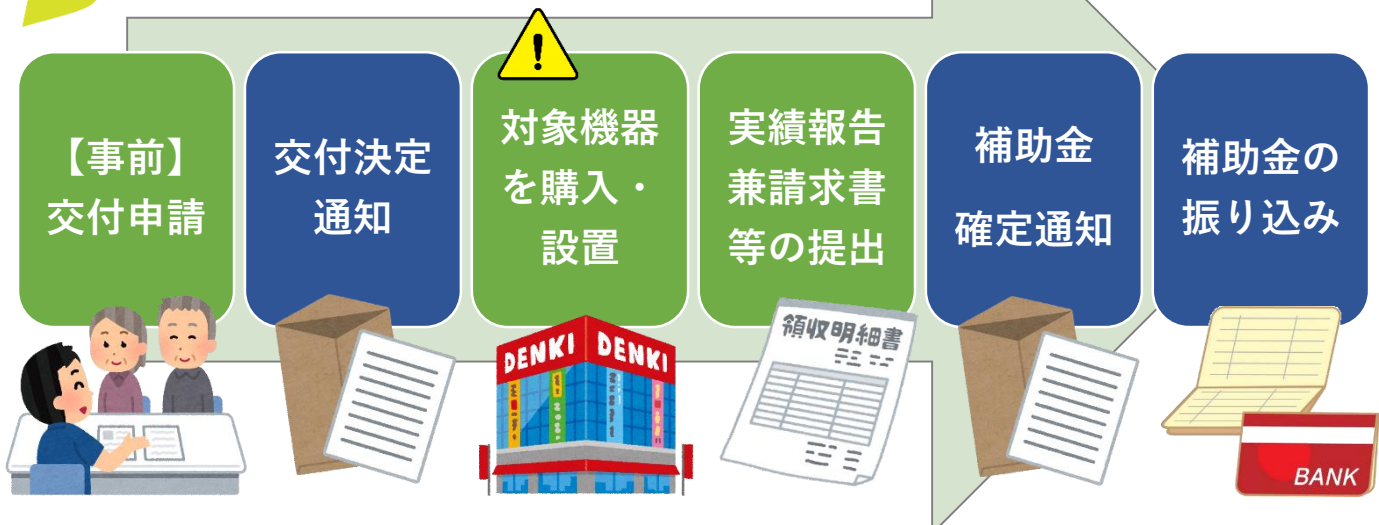 【事前】
交付申請
交付決定
通知
!
対象機器
を購入・
設置
実績報告
兼請求書
等の提出
補助金
確定通知
補助金の
振り込み
DENKI
DENKI
領収明細書
BANK